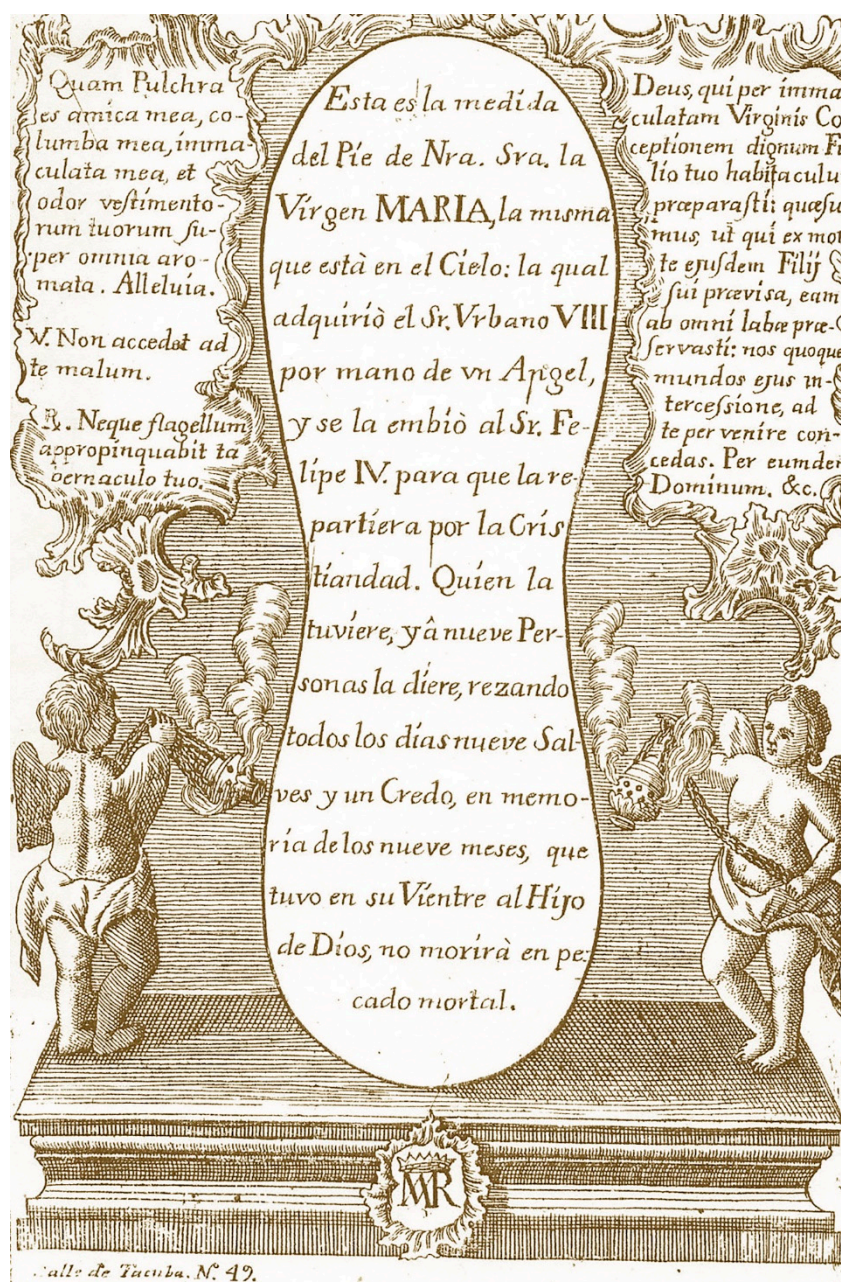 Quam Pulchra
es amica mea, co-
lumba mea, imma-
culata mea, et
odor vestimento-
rum tuorum su-
per omnia aro-
mata. Alleluia.
V. Non accedet ad
te malum.
R. Neque flagellum
appropinquabit ta
bernaculo tuo.
Esta es la medida
del Pie de Nra. Sra. la
Virgen MARIA, la misma
que està en el Cielo: la qual
adquiriò el Sr. Vrbano VIII
por mano de vn Angel,
y se la embiò al Sr. Fe-
lipe IV. para que la re-
partiera por la Cris
tiandad. Quien la
tuviere, y â nueve Per-
sonas la diere, rezando
todos los días nueve Sal-
ves y un Credo, en memo-
ria de los nueve meses, que
tuvo en su Vientre al Hijo
de Dios, no morirà en pe-
cado mortal.
Deus, qui per imma
culatam Virginis Co
ceptionem dignum Fi
lio tuo habitaculu
præparasti: quæsu
mus, ut qui ex mor
te ejusdem Filij
sui prævisa, eam
ab omni labe præ-
servasti: nos quoque
mundos ejus in-
tercessione, ad
te per venire con-
cedas. Per eumdem
Dominum. &c.
MR
Calle de Tacuba. Nº. 49.